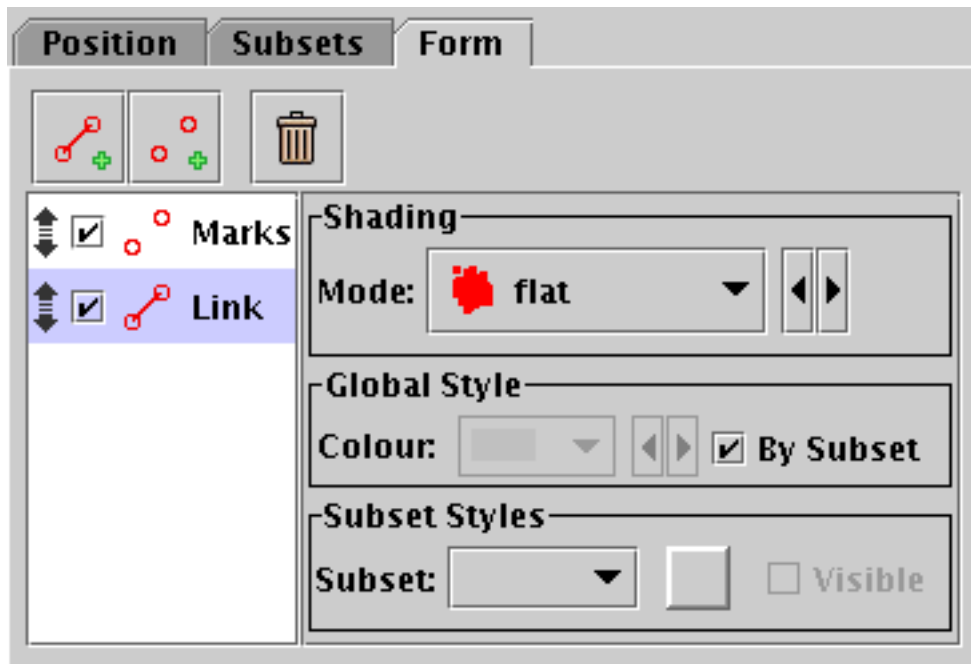 Position Subsets Form
Marks
Link
Shading
Mode: flat
Global Style
Colour: By Subset
Subset Styles
Subset: Visible